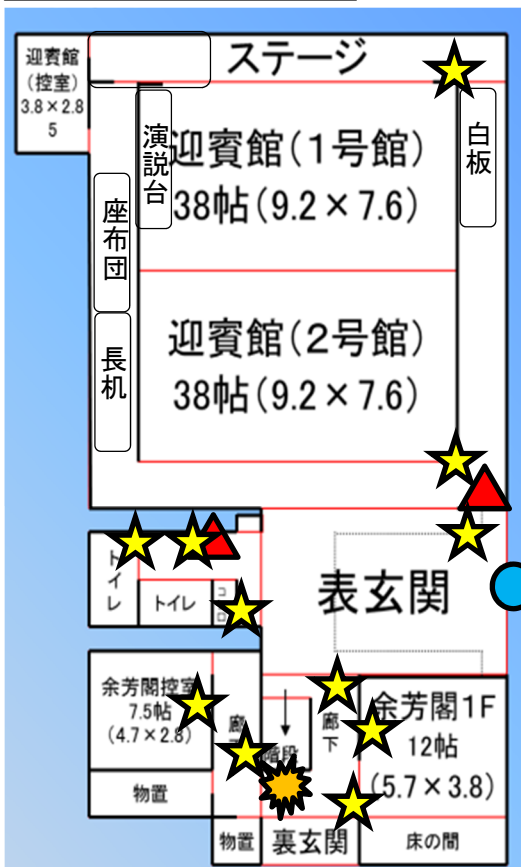 迎賓館
(控室)
3.8×2.8
5
ステージ
演説台
迎賓館(1号館)
38帖(9.2×7.6)
白板
座布団
長机
迎賓館(2号館)
38帖(9.2×7.6)
トイレ
トイレ
表玄関
余芳閣控室
7.5帖
(4.7×2.8)
物置
物置
階段
廊下
余芳閣1F
12帖
(5.7×3.8)
裏玄関
床の間